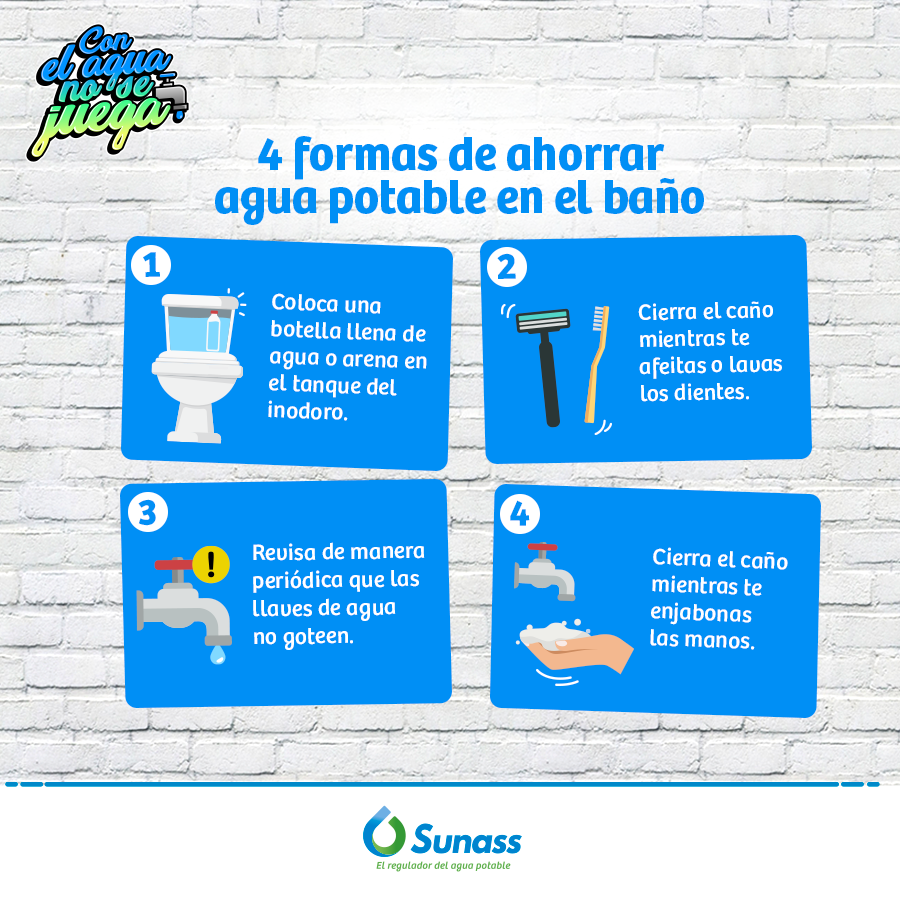 Con
el agua
no se
juega
4 formas de ahorrar
agua potable en el baño
1
Coloca una
botella llena de
agua o arena en
el tanque del
inodoro.
2
Cierra el caño
mientras te
afeitas o lavas
los dientes.
3
!
Revisa de manera
periódica que las
llaves de agua
no goteen.
4
Cierra el caño
mientras te
enjabonas
las manos.
Sunass
El regulador del agua potable